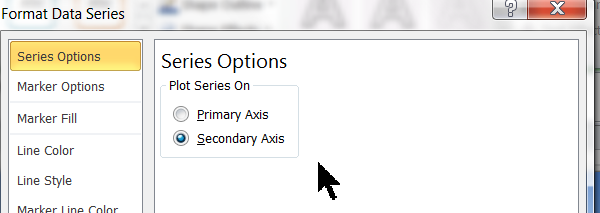 Format Data Series
Series Options
Marker Options
Marker Fill
Line Color
Line Style
Marker Line Color
Series Options
Plot Series On
Primary Axis
Secondary Axis